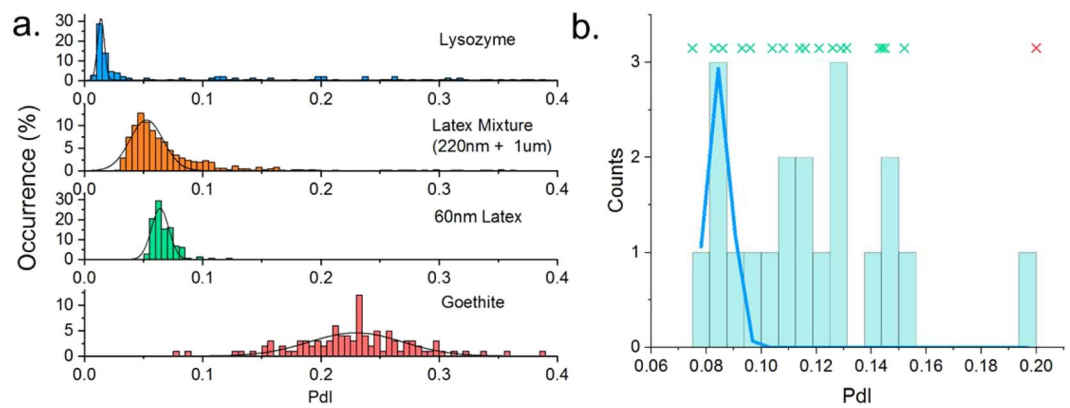 a.
Occurrence (%)
30
20
10
0
Lysozyme
0.0 0.1 0.2 0.3 0.4
10
5
0
Latex Mixture
(220nm + 1um)
0.0 0.1 0.2 0.3 0.4
30
20
10
0
60nm Latex
0.0 0.1 0.2 0.3 0.4
10
5
0
Goethite
0.0 0.1 0.2 0.3 0.4
PdI
b.
Counts
3
2
1
0
0.06 0.08 0.10 0.12 0.14 0.16 0.18 0.20
PdI